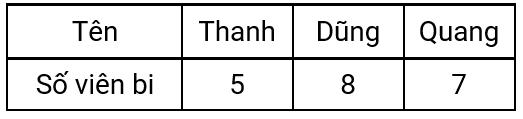 Tên Thanh Dũng Quang
Số viên bi 5 8 7